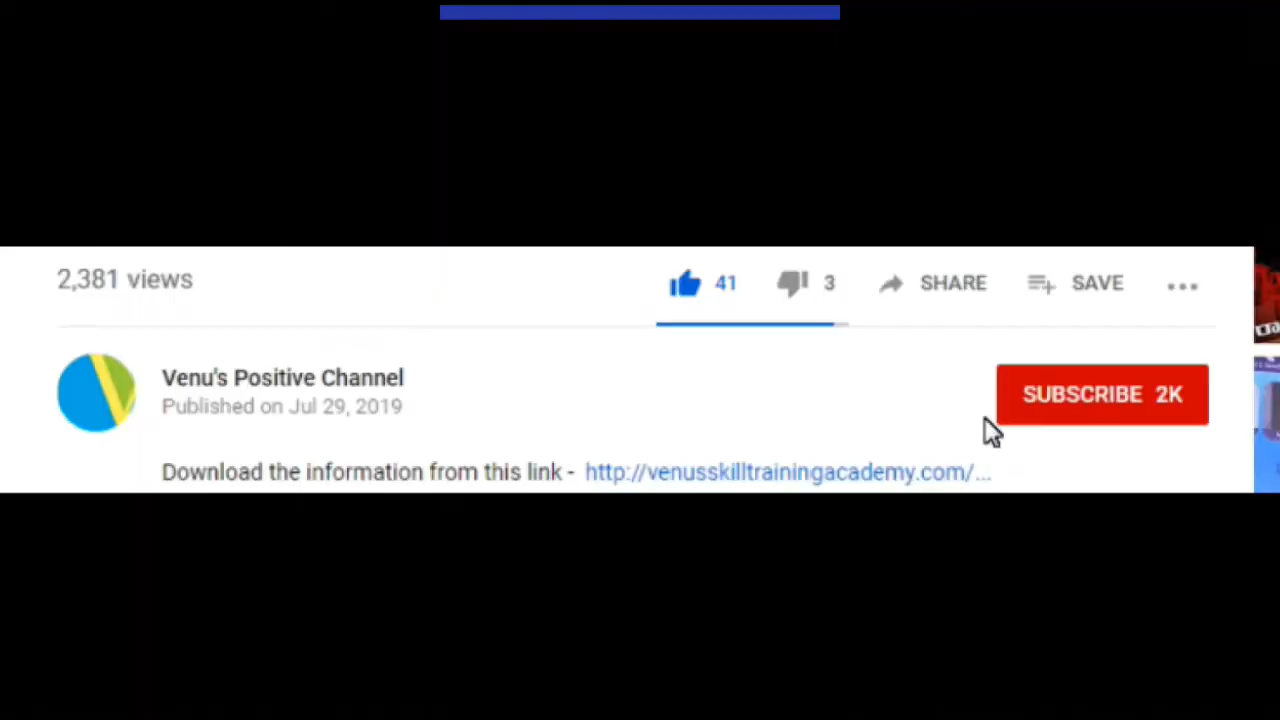 2,381 views
41
3
SHARE
SAVE
Venu's Positive Channel
SUBSCRIBE 2K
Published on Jul 29, 2019
Download the information from this link - http://venusskilltrainingacademy.com/...